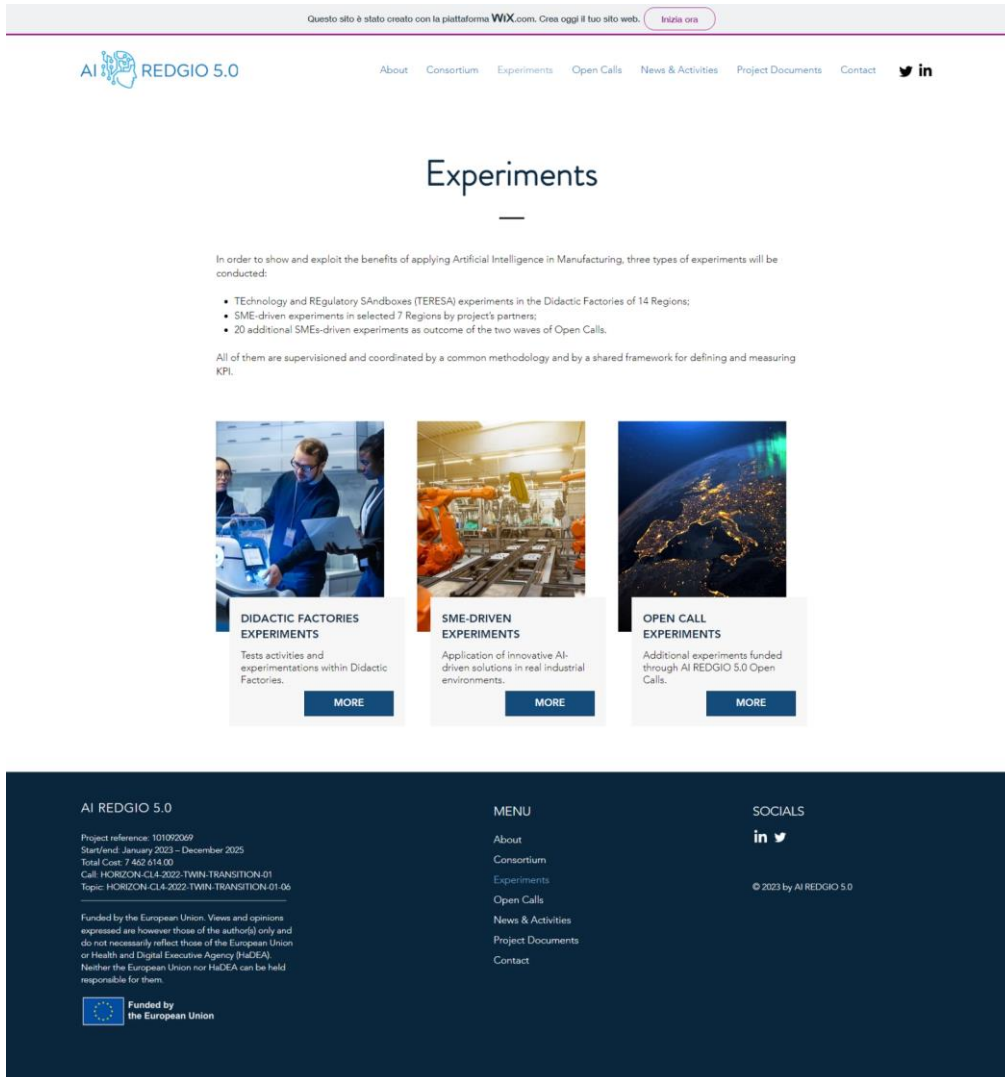 Questo sito è stato creato con la piattaforma WiX.com. Crea oggi il tuo sito web. Inizia ora
AI REDGIO 5.0
About Consortium Experiments Open Calls News & Activities Project Documents Contact
Experiments
In order to show and exploit the benefits of applying Artificial Intelligence in Manufacturing, three types of experiments will be
conducted:
• TEchnology and REgulatory SAndboxes (TERESA) experiments in the Didactic Factories of 14 Regions;
• SME-driven experiments in selected 7 Regions by project's partners;
• 20 additional SMEs-driven experiments as outcome of the two waves of Open Calls.
All of them are supervised and coordinated by a common methodology and by a shared framework for defining and measuring
KPI.
DIDACTIC FACTORIES
EXPERIMENTS
Tests activities and
experimentations within Didactic
Factories.
MORE
SME-DRIVEN
EXPERIMENTS
Application of innovative AI-
driven solutions in real industrial
environments.
MORE
OPEN CALL
EXPERIMENTS
Additional experiments funded
through AI REDGIO 5.0 Open
Calls.
MORE
AI REDGIO 5.0
Project reference: 101092069
Start/end: January 2023 – December 2025
Total Cost: 7 462 614.00
Call: HORIZON-CL4-2022-TWIN-TRANSITION-01
Topic: HORIZON-CL4-2022-TWIN-TRANSITION-01-06
Funded by the European Union. Views and opinions
expressed are however those of the author(s) only and
do not necessarily reflect those of the European Union
or Health and Digital Executive Agency (HaDEA).
Neither the European Union nor HaDEA can be held
responsible for them.
Funded by
the European Union
MENU
About
Consortium
Experiments
Open Calls
News & Activities
Project Documents
Contact
SOCIALS
in
© 2023 by AI REDGIO 5.0